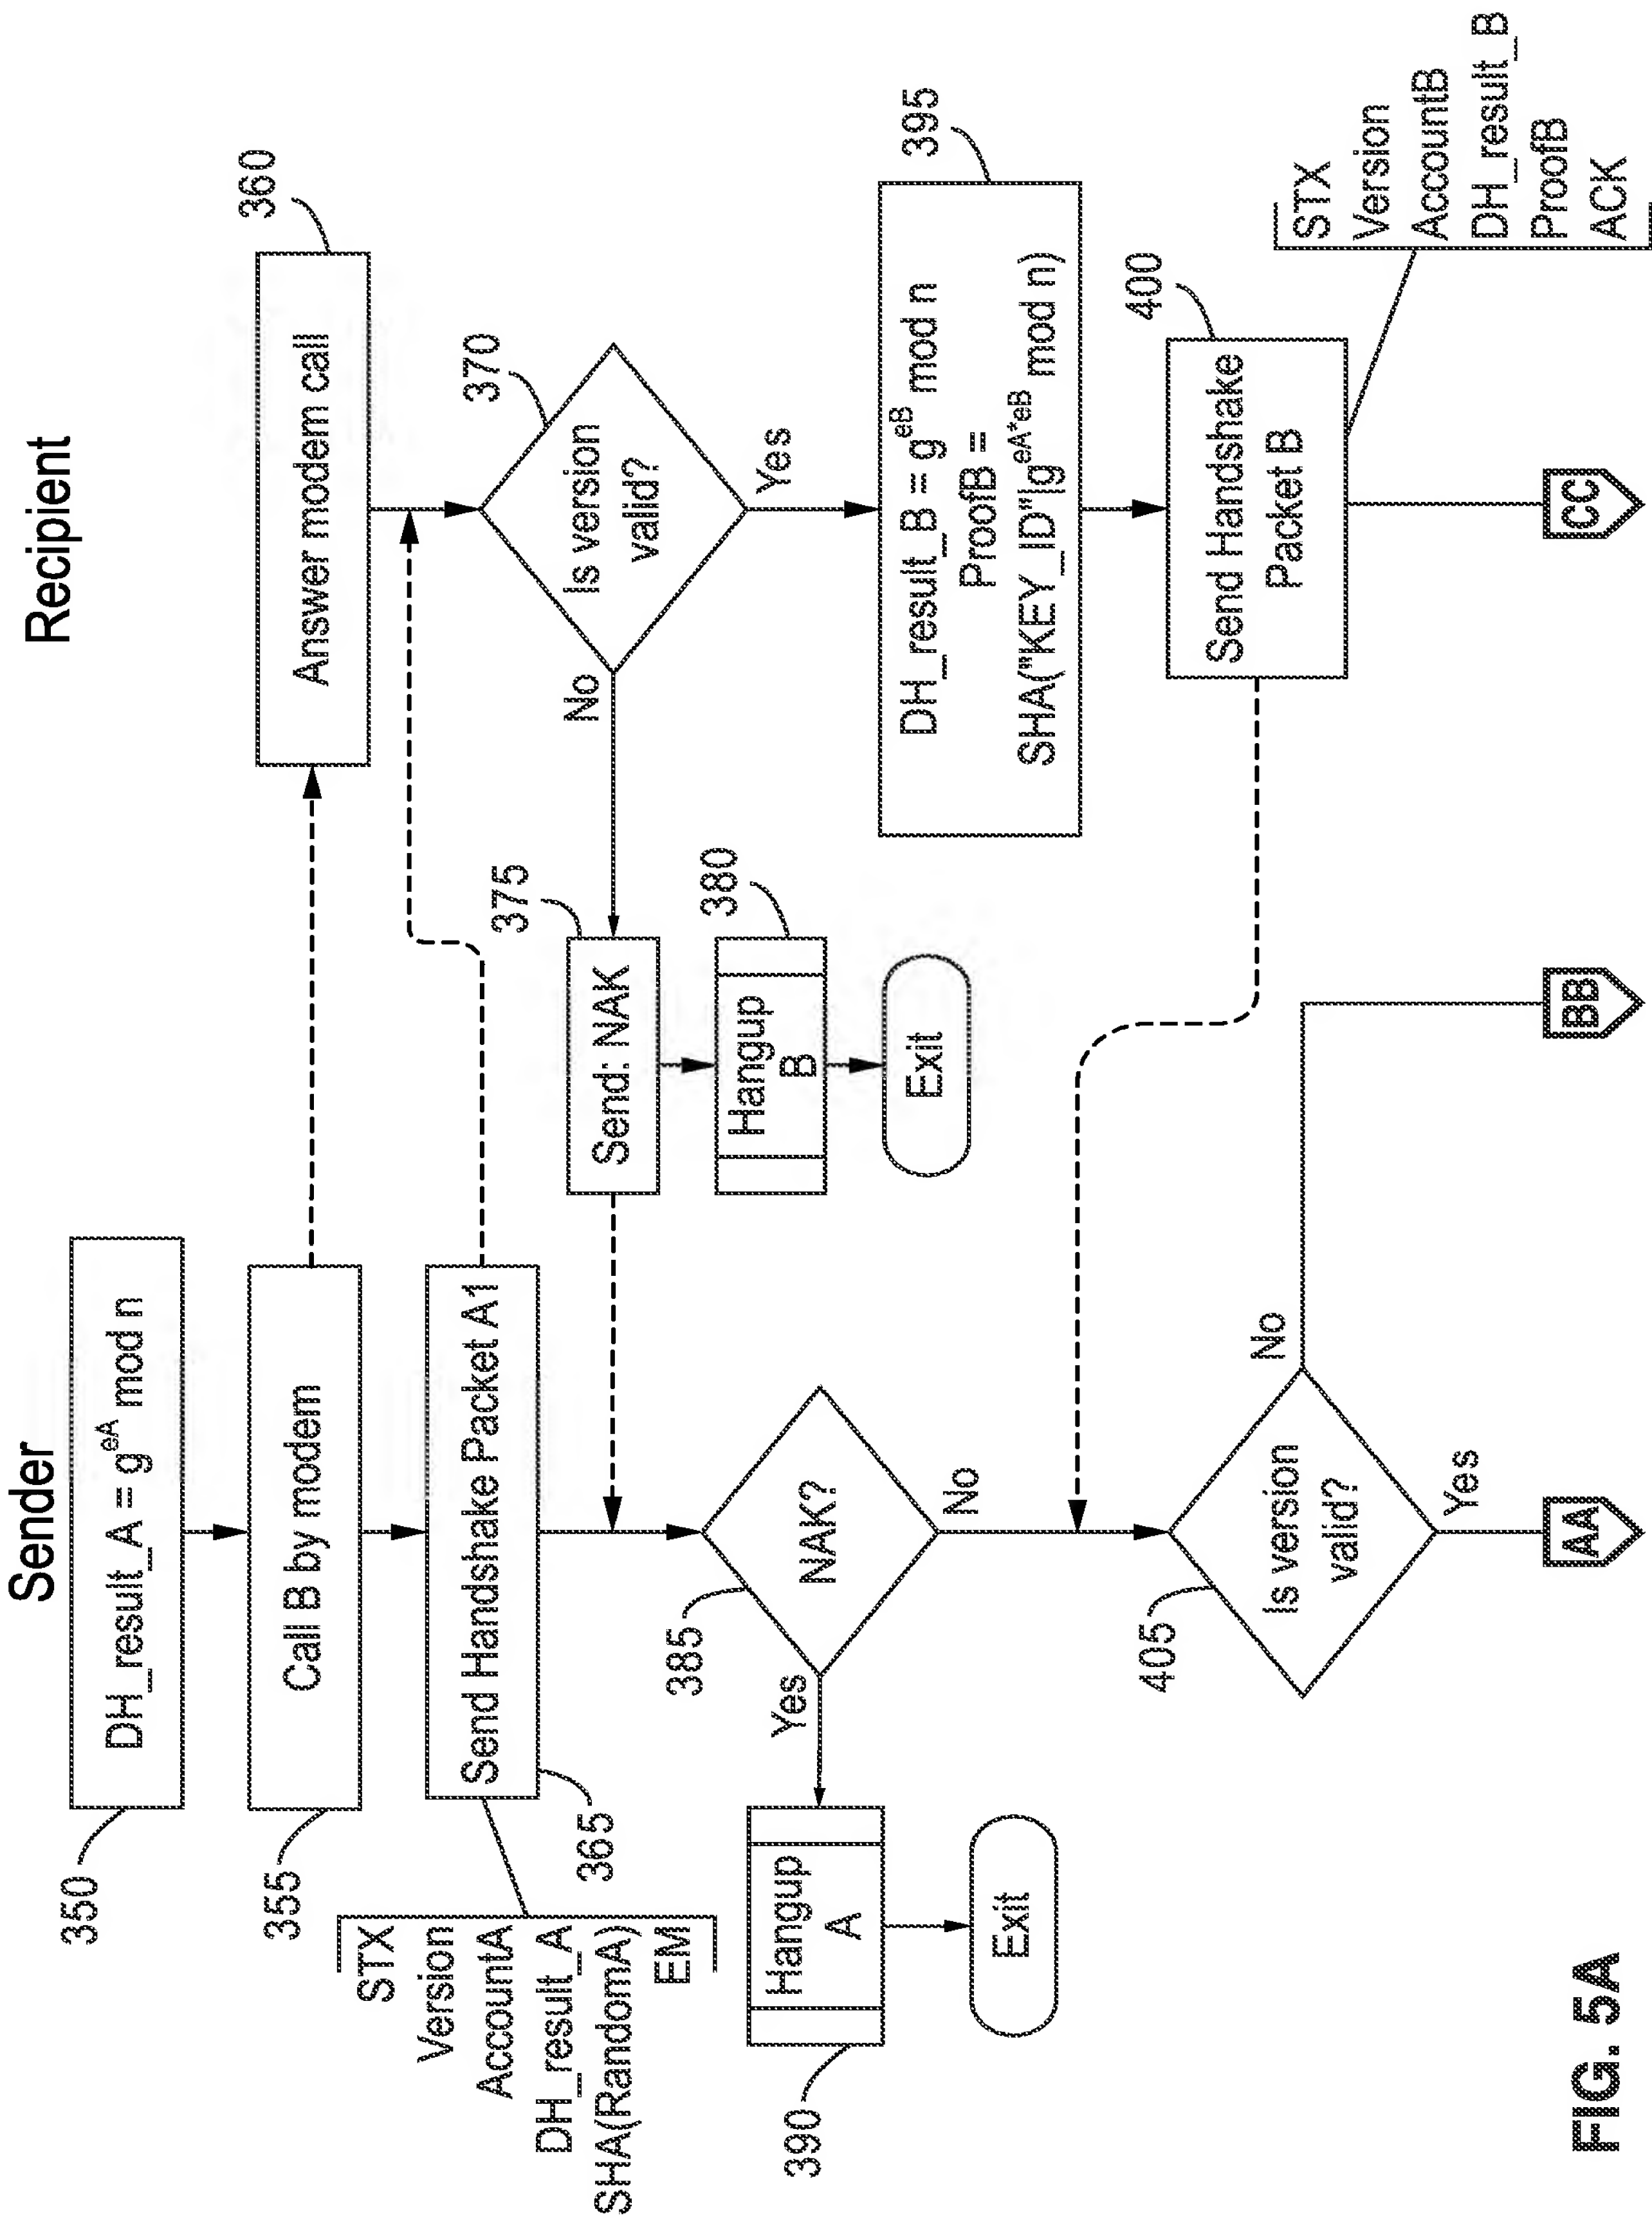 Sender
Recipient
350
DH_result_A = g^eA mod n
355
Call B by modem
360
Answer modem call
STX
Version
AccountA
DH_result_A
SHA(RandomA)
EM
365
Send Handshake Packet A1
370
Is version
valid?
No
Yes
375
Send: NAK
380
Hangup
B
Exit
385
NAK?
Yes
No
390
Hangup
A
Exit
395
DH_result_B = g^eB mod n
ProofB =
SHA("KEY_ID"|g^eA*eB mod n)
400
Send Handshake
Packet B
STX
Version
AccountB
DH_result_B
ProofB
ACK
405
Is version
valid?
No
Yes
AA
BB
CC
FIG. 5A